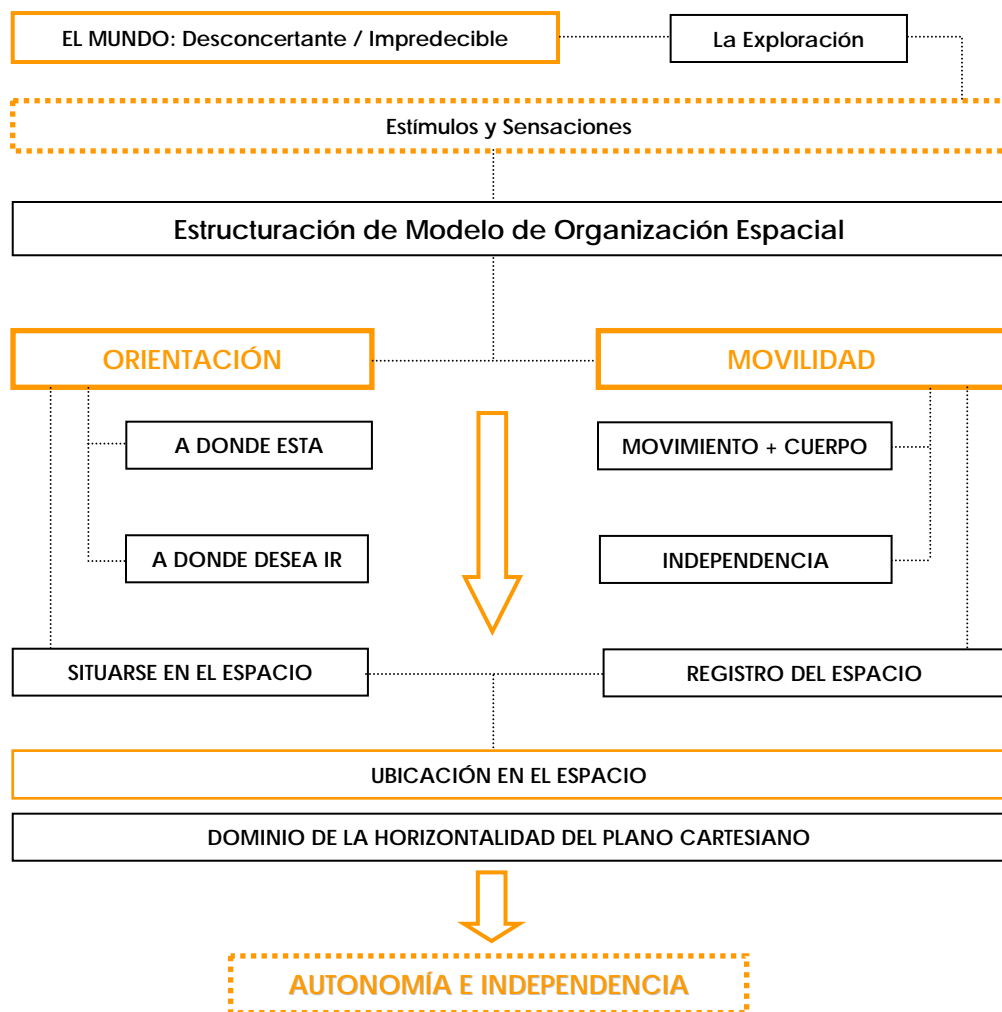 EL MUNDO: Desconcertante / Impredecible
La Exploración
Estímulos y Sensaciones
Estructuración de Modelo de Organización Espacial
ORIENTACIÓN
MOVILIDAD
A DONDE ESTA
MOVIMIENTO + CUERPO
A DONDE DESEA IR
INDEPENDENCIA
SITUARSE EN EL ESPACIO
REGISTRO DEL ESPACIO
UBICACIÓN EN EL ESPACIO
DOMINIO DE LA HORIZONTALIDAD DEL PLANO CARTESIANO
AUTONOMÍA E INDEPENDENCIA